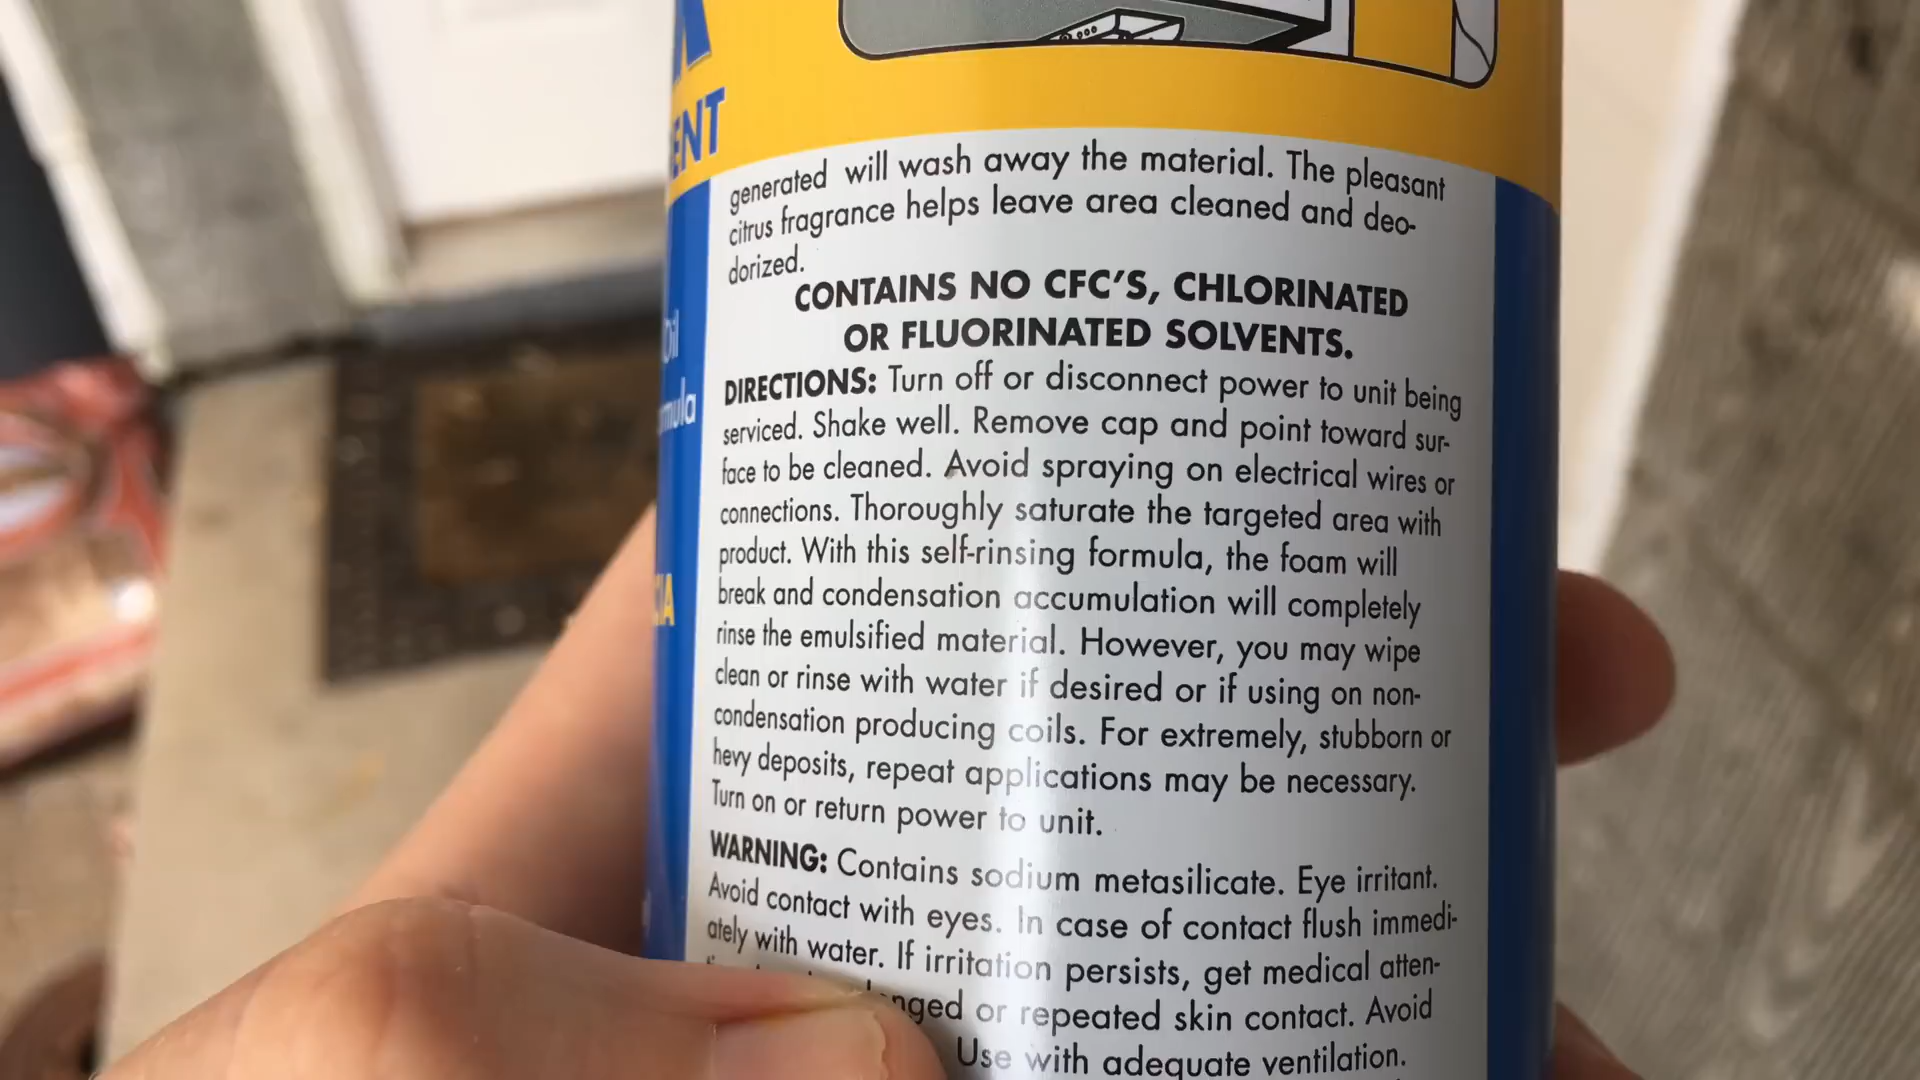 ENT
generated will wash away the material. The pleasant
citrus fragrance helps leave area cleaned and deo-
dorized.
CONTAINS NO CFC'S, CHLORINATED
OR FLUORINATED SOLVENTS.
DIRECTIONS: Turn off or disconnect power to unit being
serviced. Shake well. Remove cap and point toward sur-
face to be cleaned. Avoid spraying on electrical wires or
connections. Thoroughly saturate the targeted area with
product. With this self-rinsing formula, the foam will
break and condensation accumulation will completely
rinse the emulsified material. However, you may wipe
clean or rinse with water if desired or if using on non-
condensation producing coils. For extremely, stubborn or
hevy deposits, repeat applications may be necessary.
Turn on or return power to unit.
WARNING: Contains sodium metasilicate. Eye irritant.
Avoid contact with eyes. In case of contact flush immedi-
ately with water. If irritation persists, get medical atten-
nged or repeated skin contact. Avoid
Use with adequate ventilation.